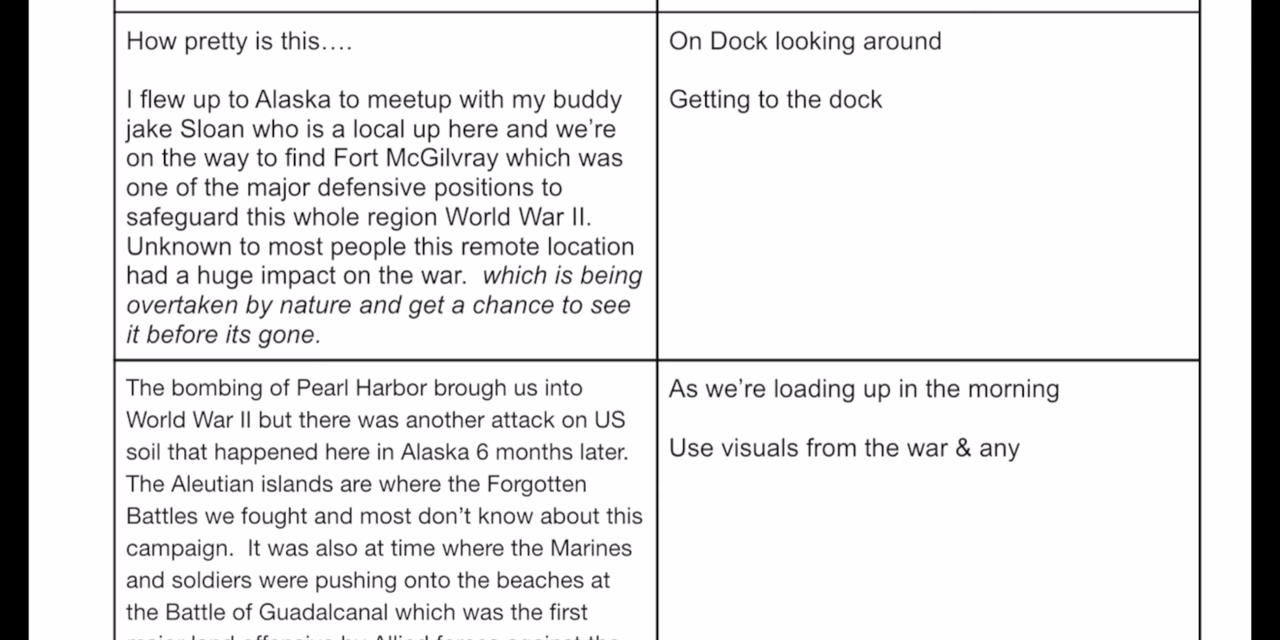 How pretty is this….
I flew up to Alaska to meetup with my buddy
jake Sloan who is a local up here and we’re
on the way to find Fort McGilvray which was
one of the major defensive positions to
safeguard this whole region World War II.
Unknown to most people this remote location
had a huge impact on the war.  which is being
overtaken by nature and get a chance to see
it before its gone.
On Dock looking around
Getting to the dock
The bombing of Pearl Harbor brough us into
World War II but there was another attack on US
soil that happened here in Alaska 6 months later.
The Aleutian islands are where the Forgotten
Battles we fought and most don’t know about this
campaign.  It was also at time where the Marines
and soldiers were pushing onto the beaches at
the Battle of Guadalcanal which was the first
major land offensive by Allied forces against the
As we’re loading up in the morning
Use visuals from the war & any